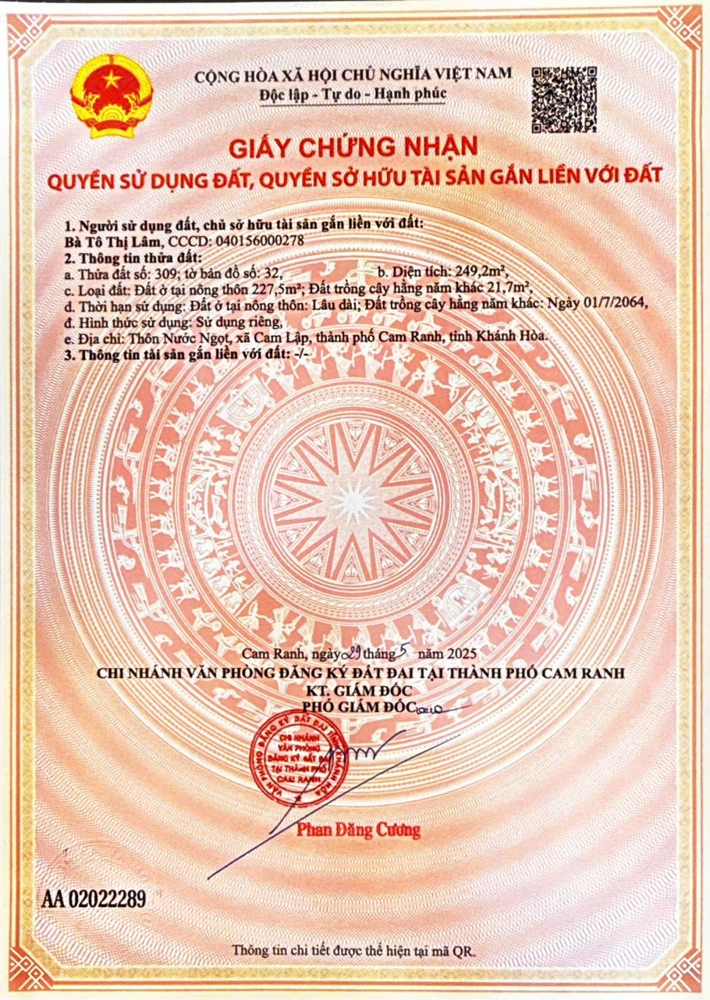 CỘNG HÒA XÃ HỘI CHỦ NGHĨA VIỆT NAM
Độc lập - Tự do - Hạnh phúc
GIẤY CHỨNG NHẬN
QUYỀN SỬ DỤNG ĐẤT, QUYỀN SỞ HỮU TÀI SẢN GẮN LIỀN VỚI ĐẤT
1. Người sử dụng đất, chủ sở hữu tài sản gắn liền với đất:
Bà Tô Thị Lâm, CCCD: 040156000278
2. Thông tin thửa đất:
a. Thửa đất số: 309; tờ bản đồ số: 32, b. Diện tích: 249,2m²,
c. Loại đất: Đất ở tại nông thôn 227,5m²; Đất trồng cây hằng năm khác 21,7m²,
d. Thời hạn sử dụng: Đất ở tại nông thôn: Lâu dài; Đất trồng cây hằng năm khác: Ngày 01/7/2064,
đ. Hình thức sử dụng: Sử dụng riêng,
e. Địa chỉ: Thôn Nước Ngọt, xã Cam Lập, thành phố Cam Ranh, tỉnh Khánh Hòa.
3. Thông tin tài sản gắn liền với đất: -/-
Cam Ranh, ngày 29 tháng 5 năm 2025
CHI NHÁNH VĂN PHÒNG ĐĂNG KÝ ĐẤT ĐAI TẠI THÀNH PHỐ CAM RANH
KT. GIÁM ĐỐC
PHÓ GIÁM ĐỐC
VĂN PHÒNG ĐĂNG KÝ ĐẤT ĐAI TỈNH KHÁNH HÒA
CHI NHÁNH
VĂN PHÒNG
ĐĂNG KÝ ĐẤT ĐAI
TẠI THÀNH PHỐ
CAM RANH
Phan Đăng Cương
AA 02022289
Thông tin chi tiết được thể hiện tại mã QR.